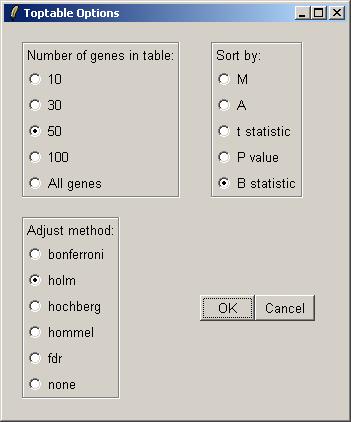 Toptable Options
Number of genes in table:
10
30
50
100
All genes
Sort by:
M
A
t statistic
P value
B statistic
Adjust method:
bonferroni
holm
hochberg
hommel
fdr
none
OK
Cancel